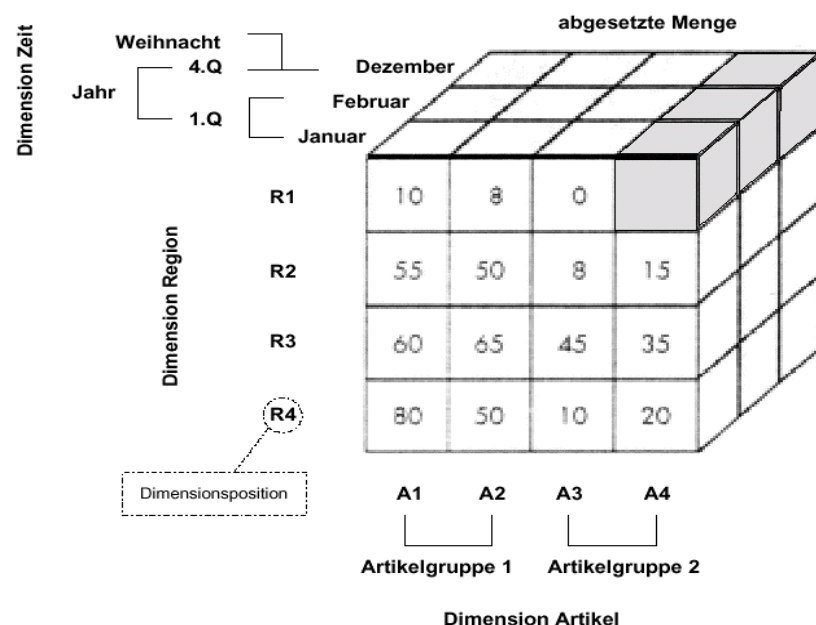 abgesetzte Menge
Dimension Zeit
Weihnacht
Jahr
4.Q
1.Q
Dezember
Februar
Januar
Dimension Region
R1 10 8 0
R2 55 50 8 15
R3 60 65 45 35
R4 80 50 10 20
Dimensionsposition
A1 A2 A3 A4
Artikelgruppe 1 Artikelgruppe 2
Dimension Artikel